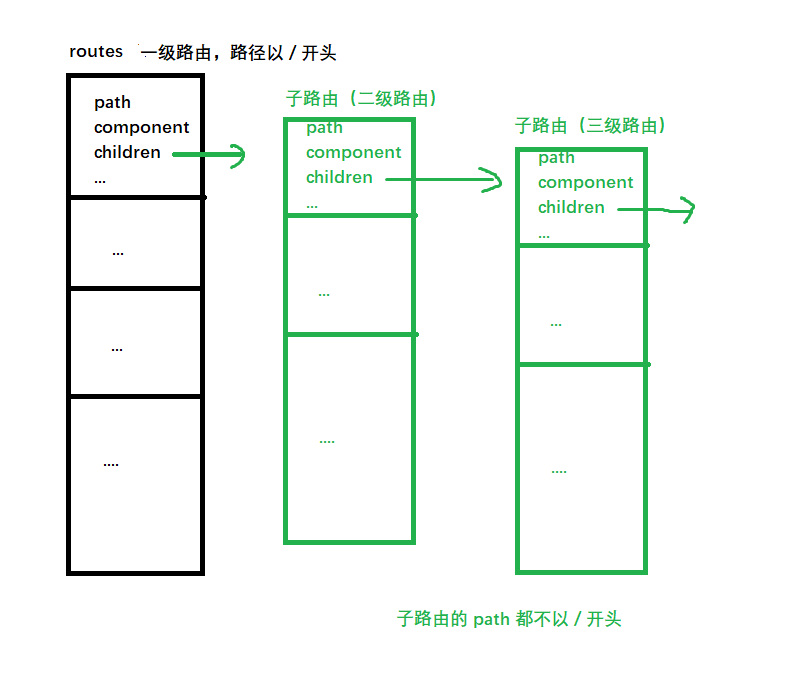 routes 一级路由，路径以 / 开头
path
component
children
...
...
...
....
子路由（二级路由）
path
component
children
...
...
....
子路由（三级路由）
path
component
children
...
...
....
子路由的 path 都不以 / 开头